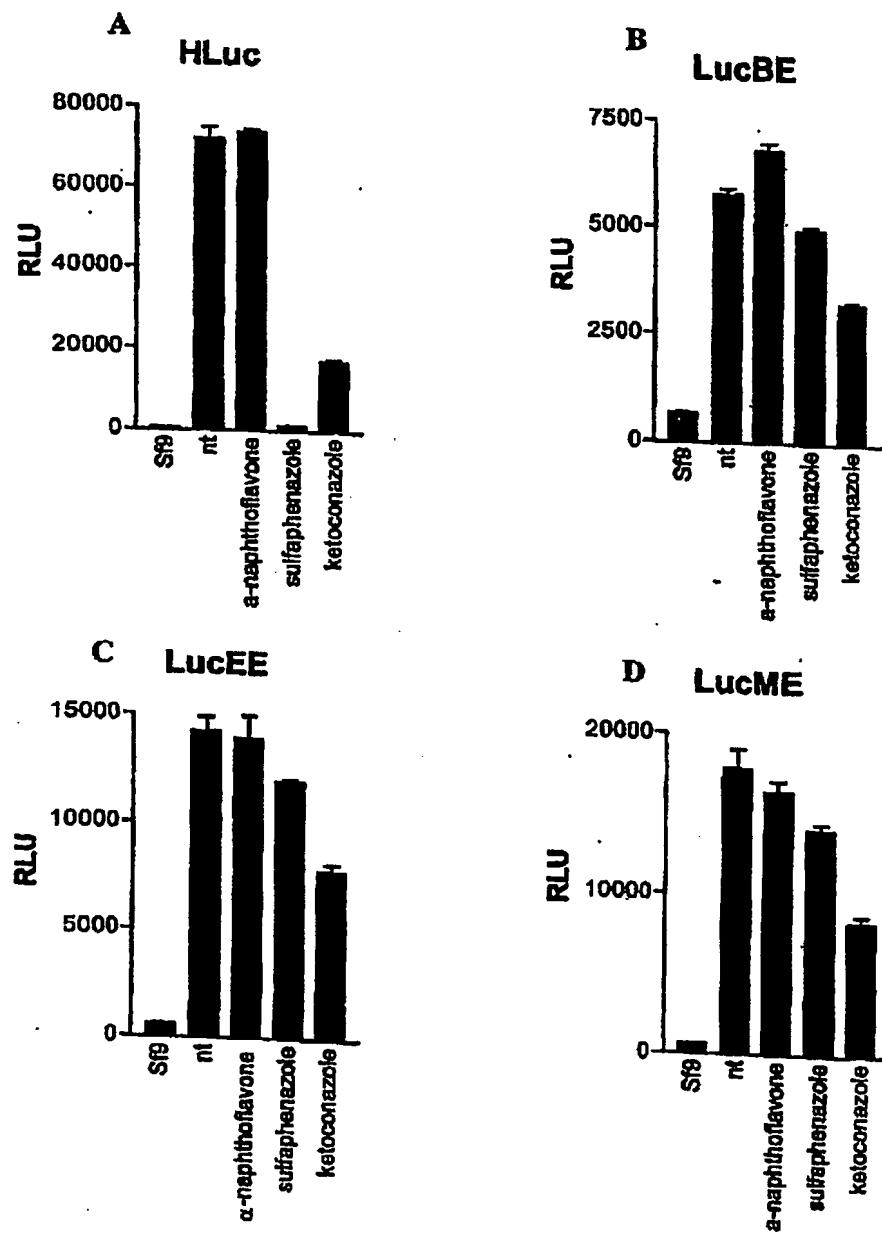 A
HLuc
80000
60000
40000
20000
0
RLU
Sf9
nt
a-naphthoflavone
sulfaphenazole
ketoconazole
B
LucBE
7500
5000
2500
0
RLU
Sf9
nt
a-naphthoflavone
sulfaphenazole
ketoconazole
C
LucEE
15000
10000
5000
0
RLU
Sf9
nt
α-naphthoflavone
sulfaphenazole
ketoconazole
D
LucME
20000
10000
0
RLU
Sf9
nt
a-naphthoflavone
sulfaphenazole
ketoconazole